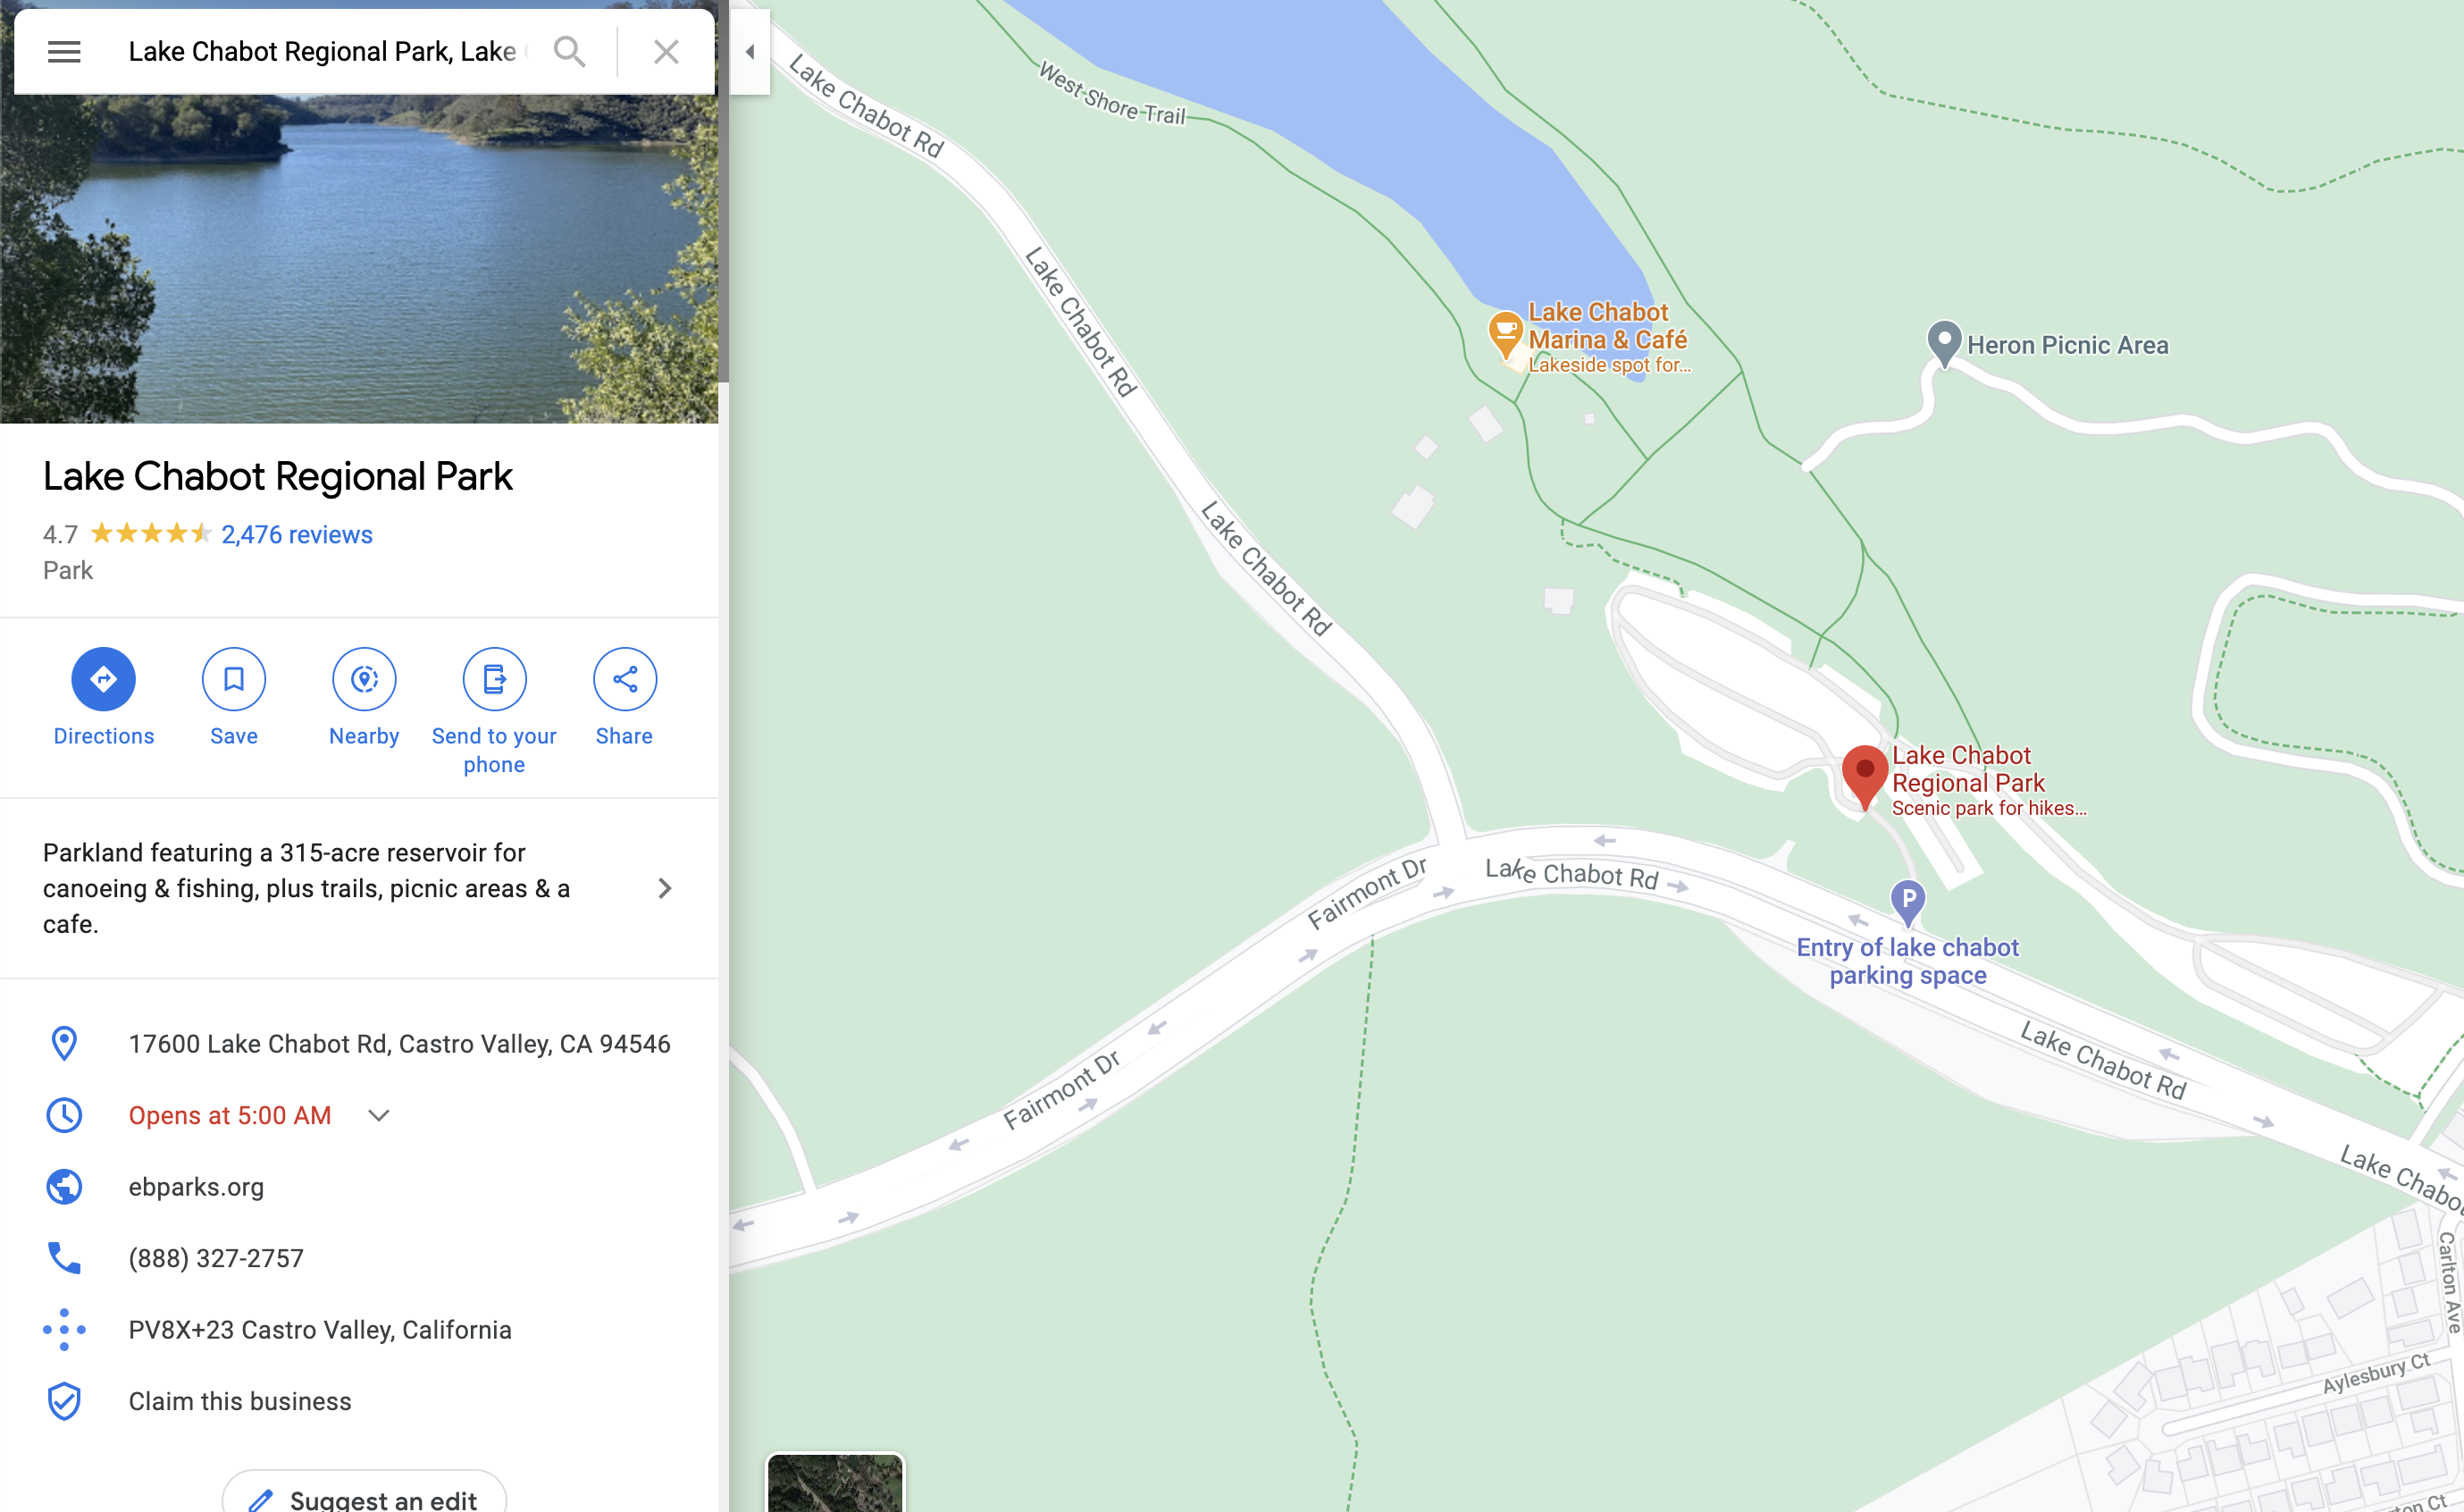 Lake Chabot Regional Park, Lake
Lake Chabot Regional Park
4.7
2,476 reviews
Park
Directions
Save
Nearby
Send to your
phone
Share
Parkland featuring a 315-acre reservoir for
canoeing & fishing, plus trails, picnic areas & a
cafe.
17600 Lake Chabot Rd, Castro Valley, CA 94546
Opens at 5:00 AM
ebparks.org
(888) 327-2757
PV8X+23 Castro Valley, California
Claim this business
Suggest an edit
Lake Chabot Rd
West Shore Trail
Lake Chabot Rd
Lake Chabot
Marina & Café
Lakeside spot for...
Heron Picnic Area
Lake Chabot Rd
Lake Chabot
Regional Park
Scenic park for hikes...
Fairmont Dr
Lake Chabot Rd
P
Entry of lake chabot
parking space
Fairmont Dr
Lake Chabot Rd
Lake Chabo
Carlton Ave
Aylesbury Ct